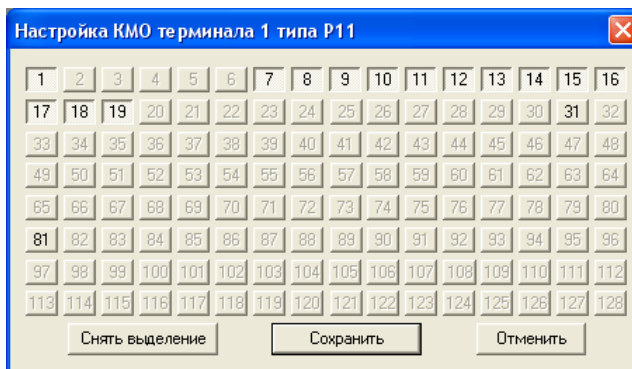 Настройка КМО терминала 1 типа P11
1 2 3 4 5 6 7 8 9 10 11 12 13 14 15 16
17 18 19 20 21 22 23 24 25 26 27 28 29 30 31 32
33 34 35 36 37 38 39 40 41 42 43 44 45 46 47 48
49 50 51 52 53 54 55 56 57 58 59 60 61 62 63 64
65 66 67 68 69 70 71 72 73 74 75 76 77 78 79 80
81 82 83 84 85 86 87 88 89 90 91 92 93 94 95 96
97 98 99 100 101 102 103 104 105 106 107 108 109 110 111 112
113 114 115 116 117 118 119 120 121 122 123 124 125 126 127 128
Снять выделение Сохранить Отменить